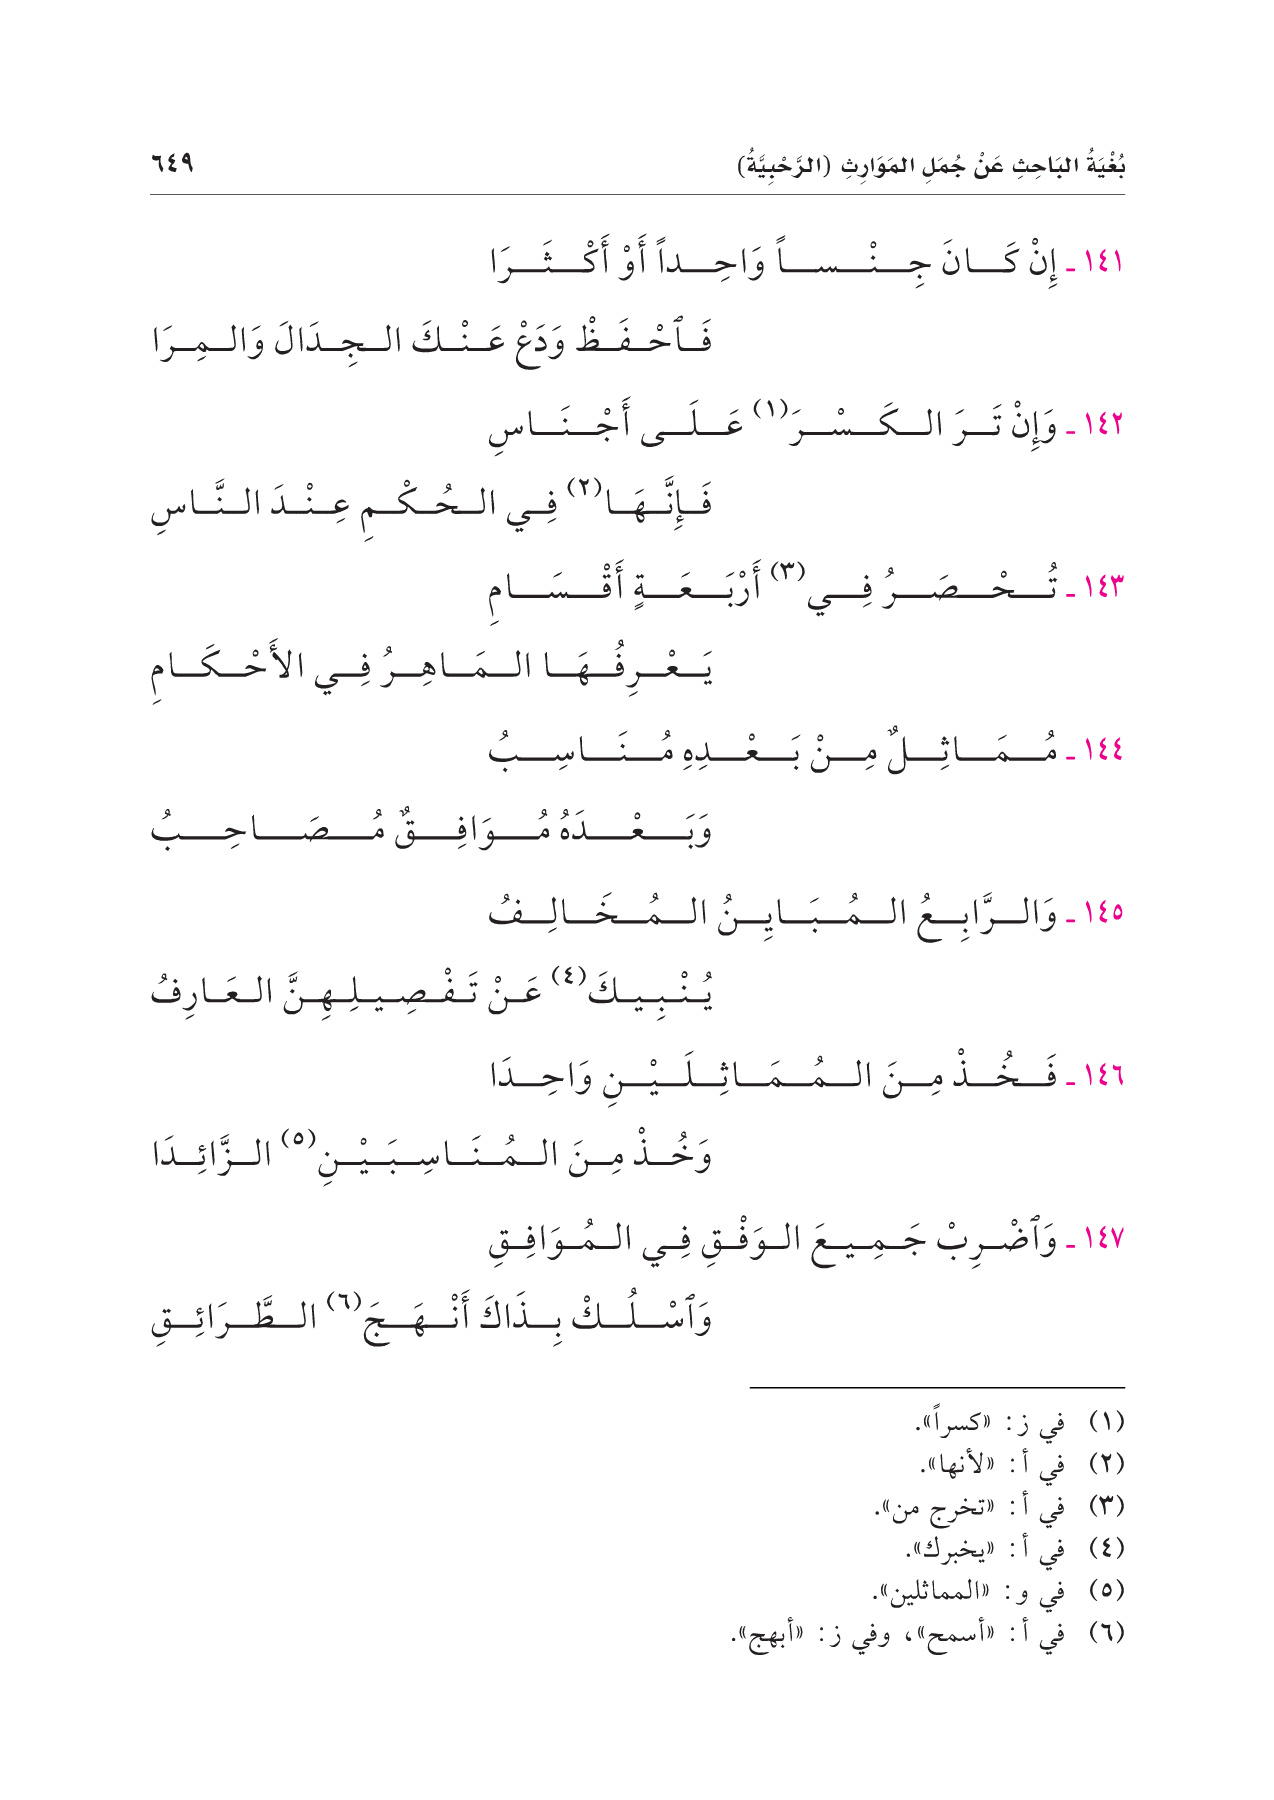 بُغْيَةُ البَاحِثِ عَنْ جُمَلِ المَوَارِثِ (الرَّحْبِيَّةُ) ٦٤٩
١٤١ - إِنْ كَانَ جِنْساً وَاحِداً أَوْ أَكْثَرَا
فَٱحْفَظْ وَدَعْ عَنْكَ الجِدَالَ وَالمِرَا
١٤٢ - وَإِنْ تَرَ الكَسْرَ(١) عَلَى أَجْنَاسِ
فَإِنَّهَا(٢) فِي الحُكْمِ عِنْدَ النَّاسِ
١٤٣ - تُحْصَرُ فِي(٣) أَرْبَعَةٍ أَقْسَامِ
يَعْرِفُهَا المَاهِرُ فِي الأَحْكَامِ
١٤٤ - مُمَاثِلٌ مِنْ بَعْدِهِ مُنَاسِبُ
وَبَعْدَهُ مُوَافِقٌ مُصَاحِبُ
١٤٥ - وَالرَّابِعُ المُبَايِنُ المُخَالِفُ
يُنْبِيكَ(٤) عَنْ تَفْصِيلِهِنَّ العَارِفُ
١٤٦ - فَخُذْ مِنَ المُمَاثِلَيْنِ وَاحِدَا
وَخُذْ مِنَ المُنَاسِبَيْنِ(٥) الزَّائِدَا
١٤٧ - وَٱضْرِبْ جَمِيعَ الوَفْقِ فِي المُوَافِقِ
وَٱسْلُكْ بِذَاكَ أَنْهَجَ(٦) الطَّرَائِقِ
(١) في ز: «كسراً».
(٢) في أ: «لأنها».
(٣) في أ: «تخرج من».
(٤) في أ: «يخبرك».
(٥) في و: «المماثلين».
(٦) في أ: «أسمح»، وفي ز: «أبهج».